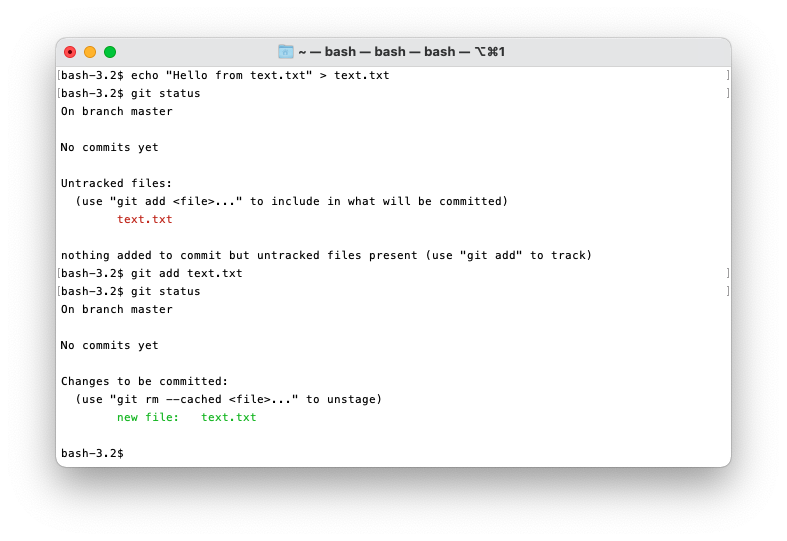 ~ — bash — bash — bash — ⌥⌘1
[bash-3.2$ echo "Hello from text.txt" > text.txt ]
[bash-3.2$ git status ]
On branch master
No commits yet
Untracked files:
(use "git add <file>..." to include in what will be committed)
text.txt
nothing added to commit but untracked files present (use "git add" to track)
[bash-3.2$ git add text.txt ]
[bash-3.2$ git status ]
On branch master
No commits yet
Changes to be committed:
(use "git rm --cached <file>..." to unstage)
new file:   text.txt
bash-3.2$